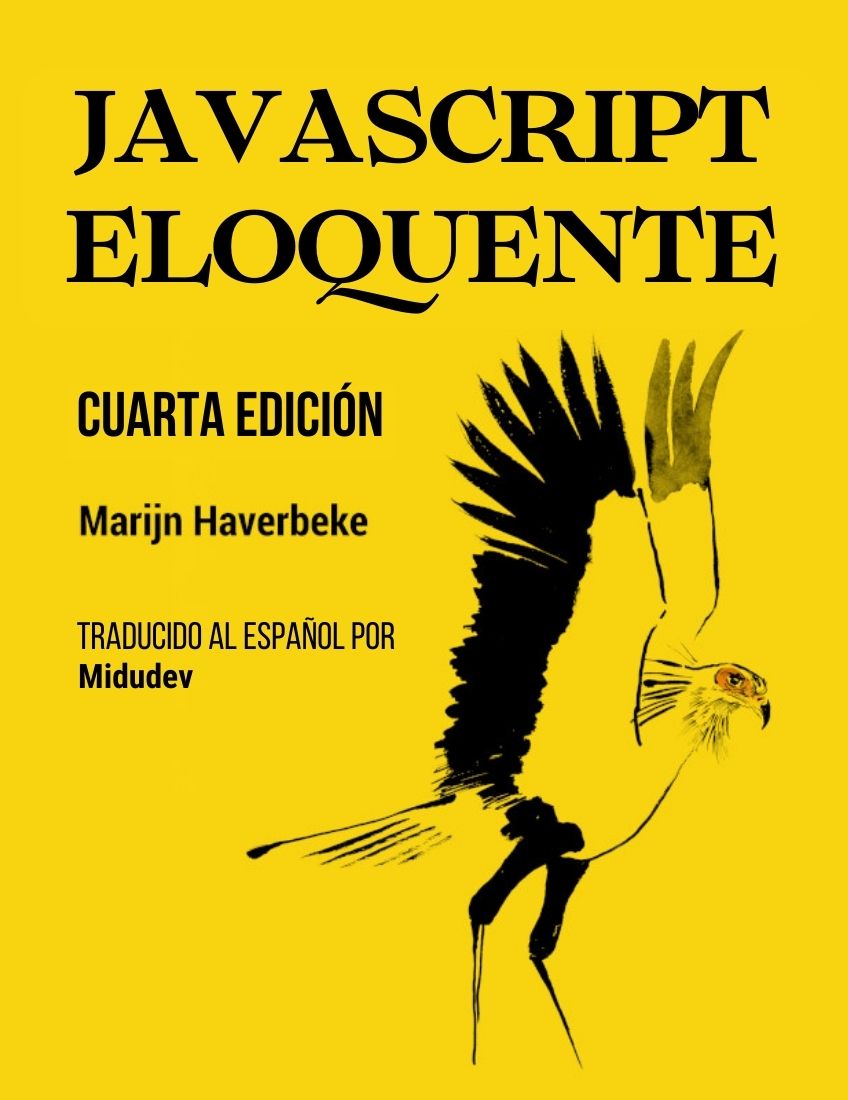 JAVASCRIPT
ELOQUENTE
CUARTA EDICIÓN
Marijn Haverbeke
TRADUCIDO AL ESPAÑOL POR
Midudev